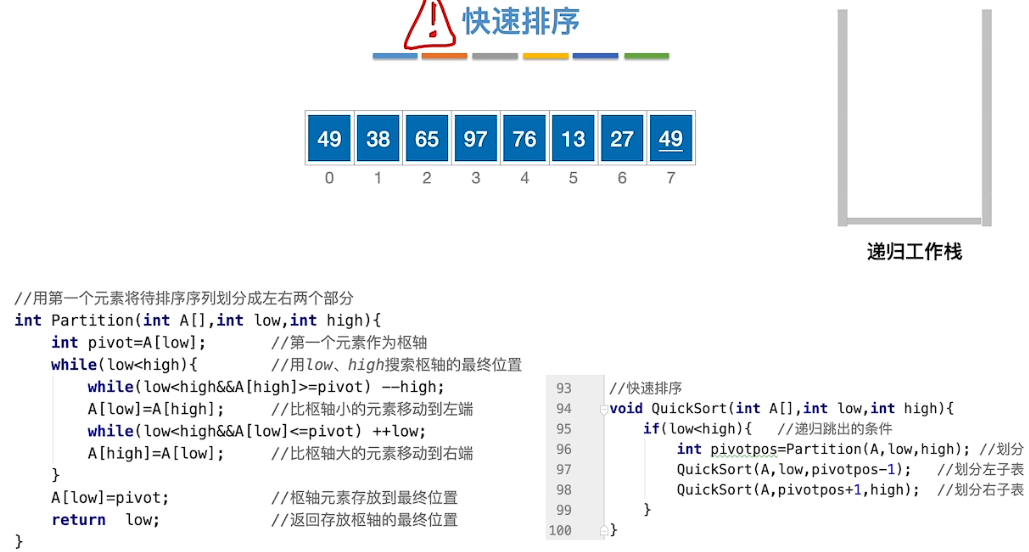 快速排序
49 38 65 97 76 13 27 49
0 1 2 3 4 5 6 7
递归工作栈
//用第一个元素将待排序序列划分成左右两个部分
int Partition(int A[],int low,int high){
int pivot=A[low]; //第一个元素作为枢轴
while(low<high){ //用low、high搜索枢轴的最终位置
while(low<high&&A[high]>=pivot) --high;
A[low]=A[high]; //比枢轴小的元素移动到左端
while(low<high&&A[low]<=pivot) ++low;
A[high]=A[low]; //比枢轴大的元素移动到右端
}
A[low]=pivot; //枢轴元素存放到最终位置
return low; //返回存放枢轴的最终位置
}
93 //快速排序
94 void QuickSort(int A[],int low,int high){
95 if(low<high){ //递归跳出的条件
96 int pivotpos=Partition(A,low,high); //划分
97 QuickSort(A,low,pivotpos-1); //划分左子表
98 QuickSort(A,pivotpos+1,high); //划分右子表
99 }
100 }